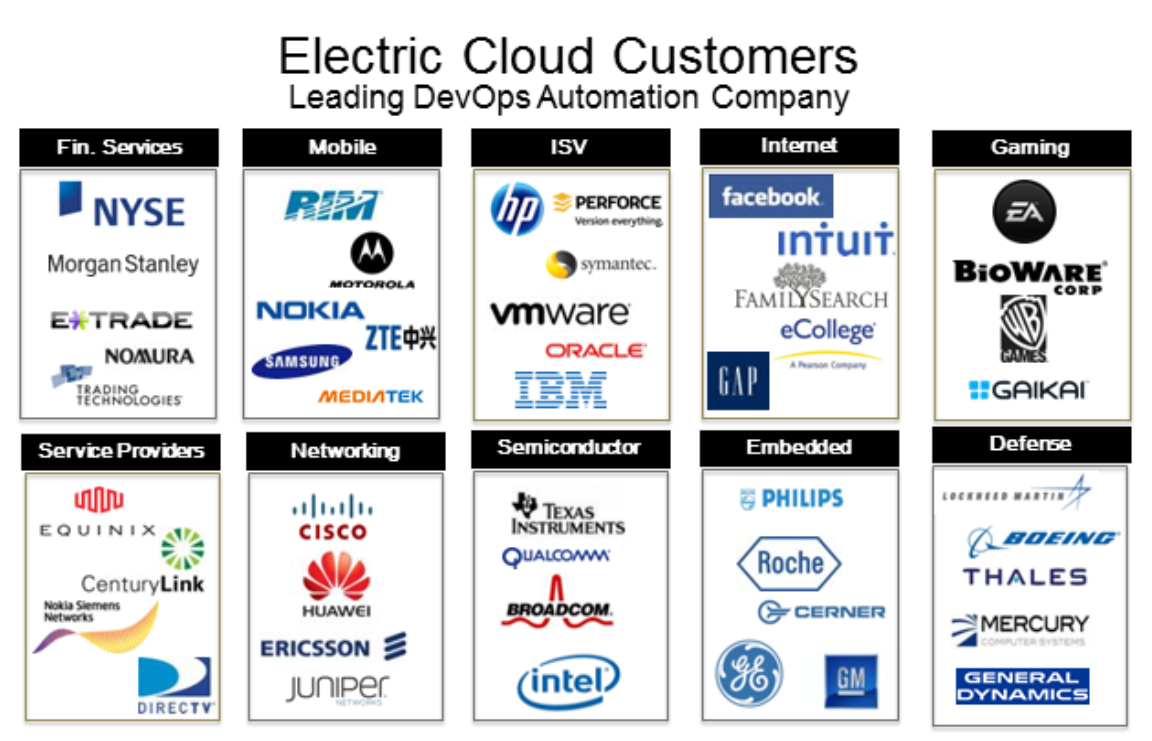 Electric Cloud Customers
Leading DevOps Automation Company
Fin. Services
NYSE
Morgan Stanley
E*TRADE
NOMURA
TRADING
TECHNOLOGIES
Mobile
RIM
MOTOROLA
NOKIA
ZTE中兴
SAMSUNG
MEDIATEK
ISV
hp
PERFORCE
Version everything.
symantec.
vmware
ORACLE
IBM
Internet
facebook
intuit
FAMILYSEARCH
eCollege
A Pearson Company
GAP
Gaming
EA
BIOWARE
CORP
WB
GAMES
GAIKAI
Service Providers
EQUINIX
CenturyLink
Nokia Siemens
Networks
DIRECTV
Networking
CISCO
HUAWEI
ERICSSON
JUNIPER
NETWORKS
Semiconductor
TEXAS
INSTRUMENTS
QUALCOMM
BROADCOM.
intel
Embedded
PHILIPS
Roche
CERNER
GE
GM
Defense
LOCKHEED MARTIN
BOEING
THALES
MERCURY
COMPUTER SYSTEMS
GENERAL
DYNAMICS